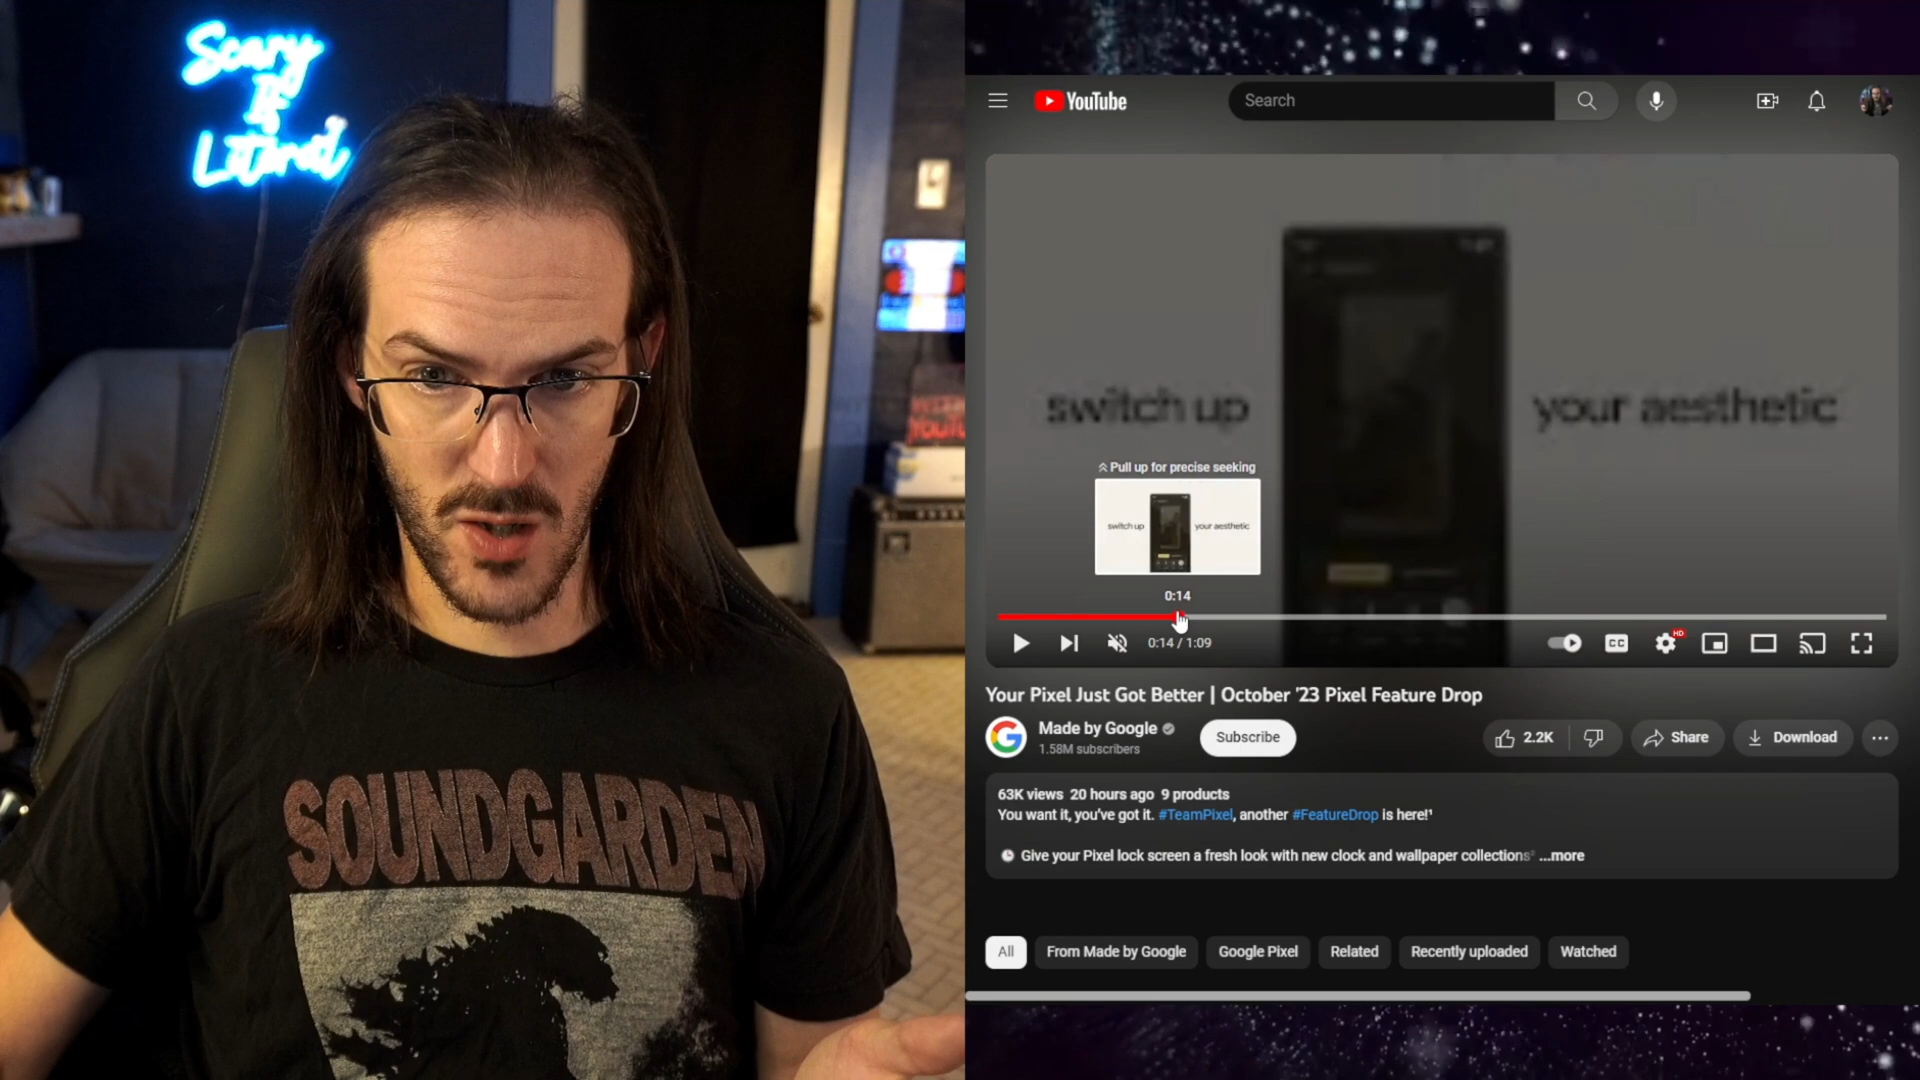 Scary
Is
Literal
SOUNDGARDEN
YouTube
Search
switch up
your aesthetic
Pull up for precise seeking
switch up
your aesthetic
0:14
0:14 / 1:09
CC
HD
Your Pixel Just Got Better | October '23 Pixel Feature Drop
Made by Google
1.58M subscribers
Subscribe
2.2K
Share
Download
63K views 20 hours ago 9 products
You want it, you've got it. #TeamPixel, another #FeatureDrop is here!¹
Give your Pixel lock screen a fresh look with new clock and wallpaper collections ...more
All
From Made by Google
Google Pixel
Related
Recently uploaded
Watched